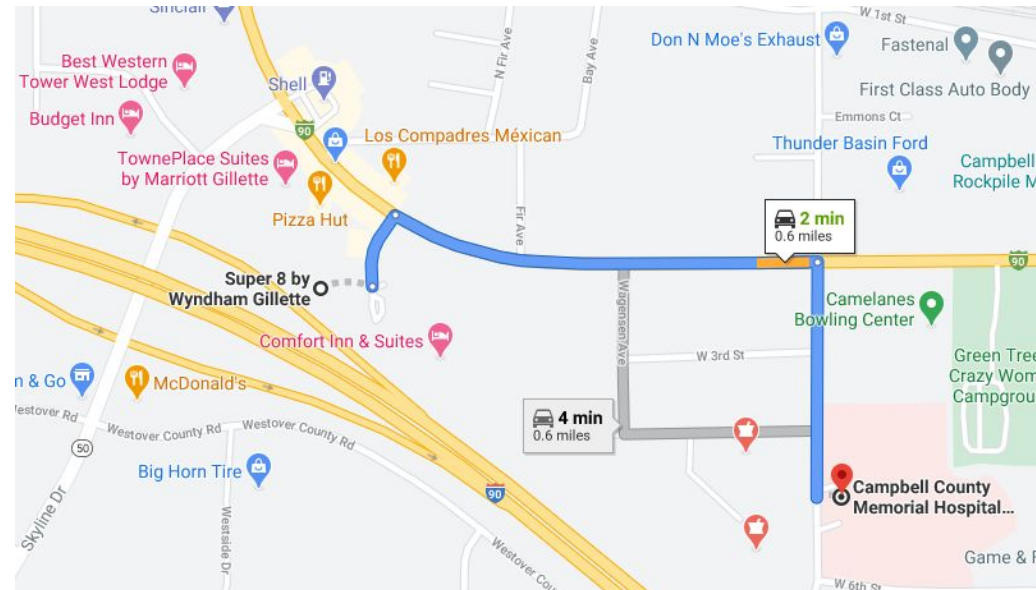 Sinclair
W 1st St
Best Western
Tower West Lodge
Shell
N Fir Ave
Bay Ave
Don N Moe's Exhaust
Fastenal
First Class Auto Body
Budget Inn
90
Los Compadres Méxican
Emmons Ct
Thunder Basin Ford
TownePlace Suites
by Marriott Gillette
Campbell
Rockpile M
Pizza Hut
Fir Ave
2 min
0.6 miles
90
Super 8 by
Wyndham Gillette
Wagensen Ave
Camelanes
Bowling Center
Comfort Inn & Suites
W 3rd St
Green Tree
Crazy Wom
Campgrou
m & Go
McDonald's
4 min
0.6 miles
Westover Rd
Westover County Rd
Westover County Rd
50
Big Horn Tire
90
Campbell County
Memorial Hospital...
Skyline Dr
Westside Dr
Westover Cou
Game & F
W 6th St